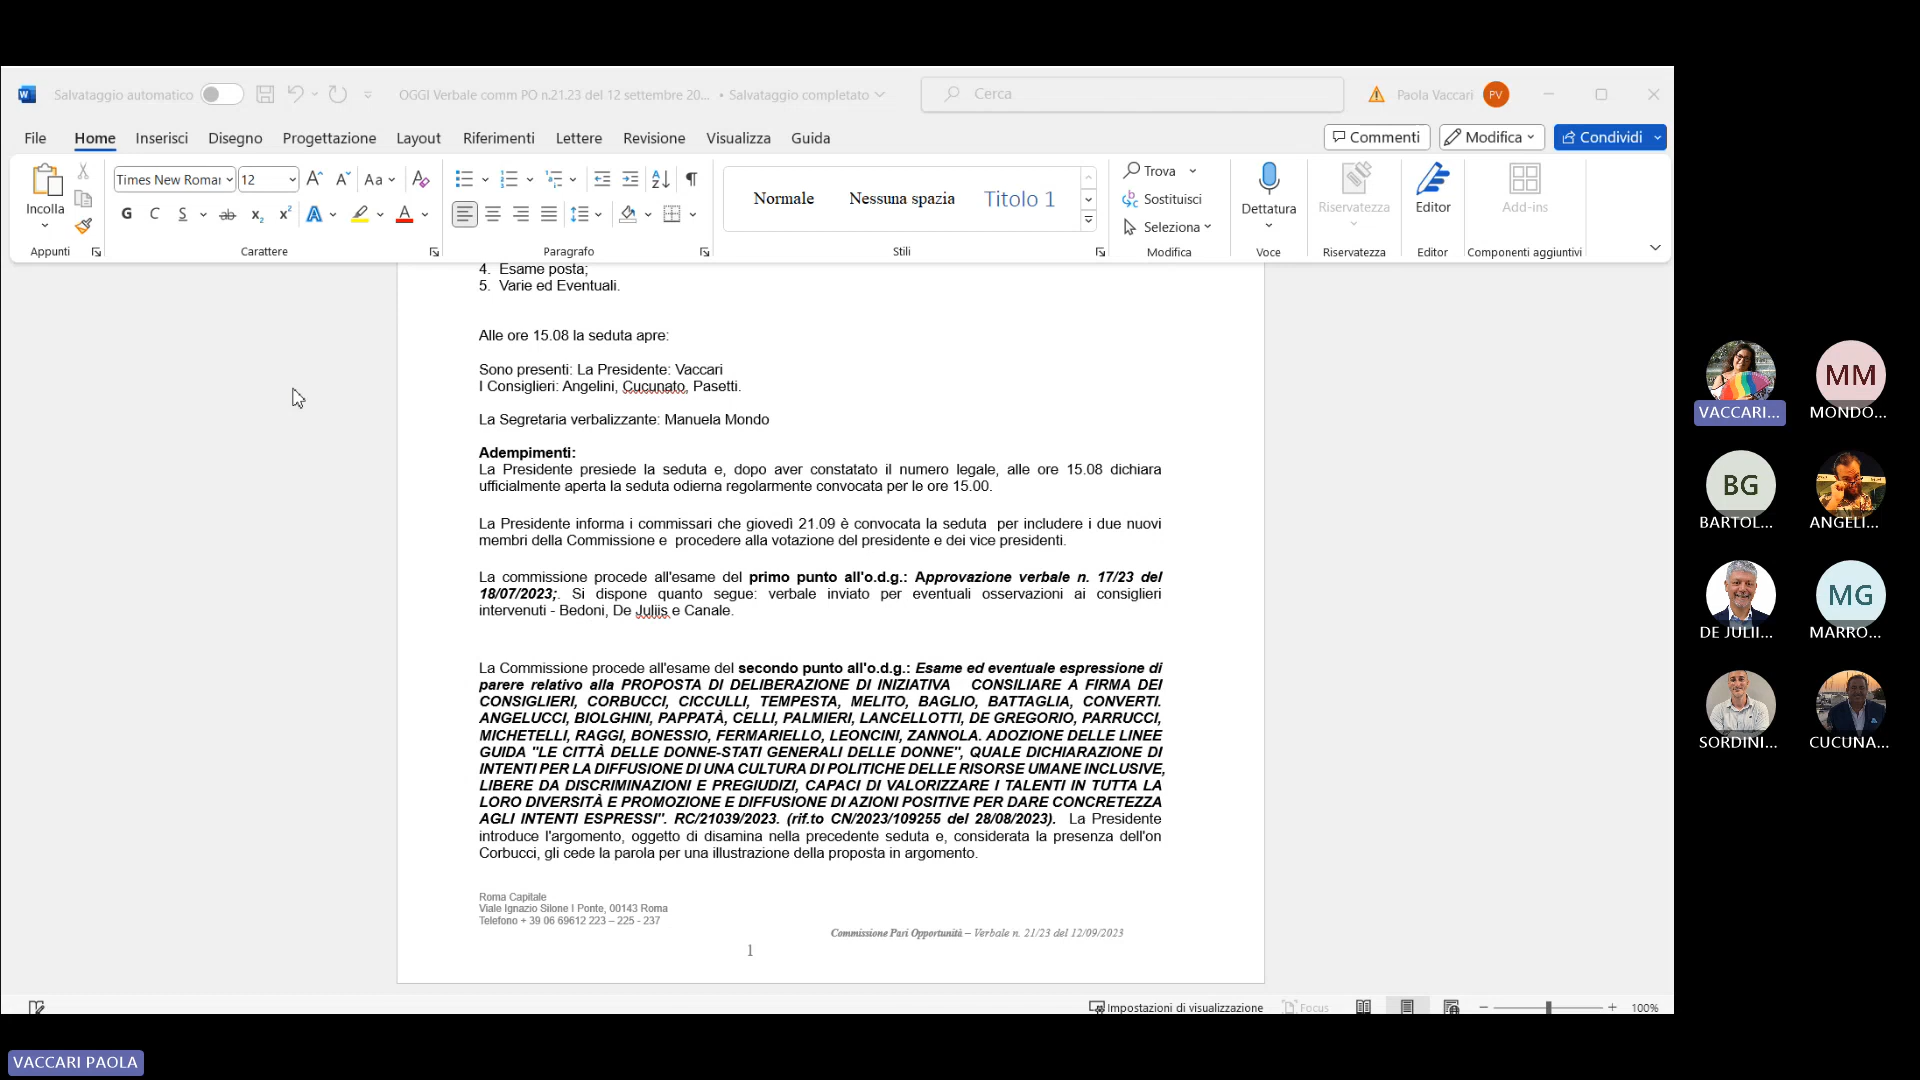 Salvataggio automatico
OGGI Verbale comm PO n.21.23 del 12 settembre 20... • Salvataggio completato
Cerca
Paola Vaccari
PV
File Home Inserisci Disegno Progettazione Layout Riferimenti Lettere Revisione Visualizza Guida
Commenti
Modifica
Condividi
Incolla
Appunti
Times New Roman
12
Aa
G C S ab x₂ x² A A
Carattere
Paragrafo
Normale Nessuna spazia Titolo 1
Stili
Trova
Sostituisci
Seleziona
Modifica
Dettatura
Voce
Riservatezza
Riservatezza
Editor
Editor
Add-ins
Componenti aggiuntivi
4. Esame posta;
5. Varie ed Eventuali.
Alle ore 15.08 la seduta apre:
Sono presenti: La Presidente: Vaccari
I Consiglieri: Angelini, Cucunato, Pasetti.
La Segretaria verbalizzante: Manuela Mondo
Adempimenti:
La Presidente presiede la seduta e, dopo aver constatato il numero legale, alle ore 15.08 dichiara
ufficialmente aperta la seduta odierna regolarmente convocata per le ore 15.00.
La Presidente informa i commissari che giovedì 21.09 è convocata la seduta per includere i due nuovi
membri della Commissione e procedere alla votazione del presidente e dei vice presidenti.
La commissione procede all'esame del primo punto all'o.d.g.: Approvazione verbale n. 17/23 del
18/07/2023;. Si dispone quanto segue: verbale inviato per eventuali osservazioni ai consiglieri
intervenuti - Bedoni, De Juliis e Canale.
La Commissione procede all'esame del secondo punto all'o.d.g.: Esame ed eventuale espressione di
parere relativo alla PROPOSTA DI DELIBERAZIONE DI INIZIATIVA CONSILIARE A FIRMA DEI
CONSIGLIERI, CORBUCCI, CICCULLI, TEMPESTA, MELITO, BAGLIO, BATTAGLIA, CONVERTI.
ANGELUCCI, BIOLGHINI, PAPPATÀ, CELLI, PALMIERI, LANCELLOTTI, DE GREGORIO, PARRUCCI,
MICHETELLI, RAGGI, BONESSIO, FERMARIELLO, LEONCINI, ZANNOLA. ADOZIONE DELLE LINEE
GUIDA "LE CITTÀ DELLE DONNE-STATI GENERALI DELLE DONNE", QUALE DICHIARAZIONE DI
INTENTI PER LA DIFFUSIONE DI UNA CULTURA DI POLITICHE DELLE RISORSE UMANE INCLUSIVE,
LIBERE DA DISCRIMINAZIONI E PREGIUDIZI, CAPACI DI VALORIZZARE I TALENTI IN TUTTA LA
LORO DIVERSITÀ E PROMOZIONE E DIFFUSIONE DI AZIONI POSITIVE PER DARE CONCRETEZZA
AGLI INTENTI ESPRESSI". RC/21039/2023. (rif.to CN/2023/109255 del 28/08/2023). La Presidente
introduce l'argomento, oggetto di disamina nella precedente seduta e, considerata la presenza dell'on
Corbucci, gli cede la parola per una illustrazione della proposta in argomento.
Roma Capitale
Viale Ignazio Silone I Ponte, 00143 Roma
Telefono + 39 06 69612 223 – 225 - 237
Commissione Pari Opportunità – Verbale n. 21/23 del 12/09/2023
1
Impostazioni di visualizzazione
Focus
100%
VACCARI...
MM
MONDO...
BG
BARTOL...
ANGELI...
DE JULII...
MG
MARRO...
SORDINI...
CUCUNA...
VACCARI PAOLA